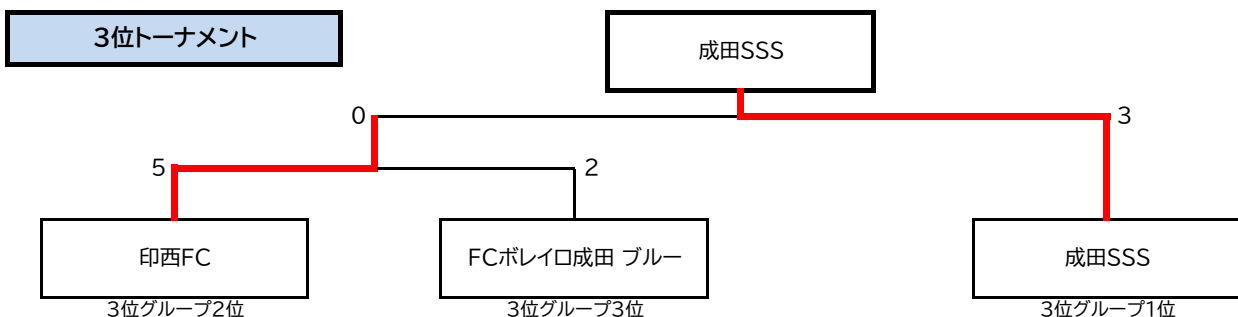 3位トーナメント
成田SSS
0
3
5
2
印西FC
FCボレイロ成田 ブルー
成田SSS
3位グループ2位
3位グループ3位
3位グループ1位